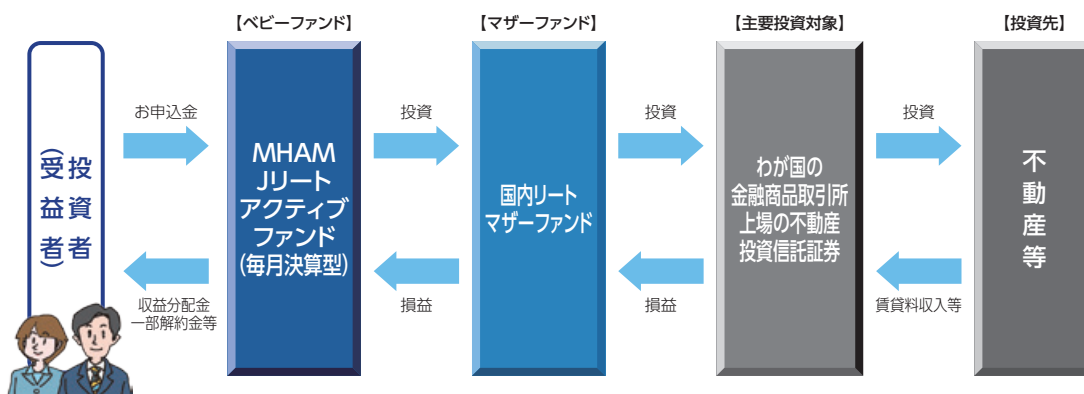 【ベビーファンド】
【マザーファンド】
【主要投資対象】
【投資先】
投資者
(受益者)
お申込金
収益分配金
一部解約金等
MHAM
Jリート
アクティブ
ファンド
(毎月決算型)
投資
損益
国内リート
マザーファンド
投資
損益
わが国の
金融商品取引所
上場の不動産
投資信託証券
投資
賃貸料収入等
不動産等